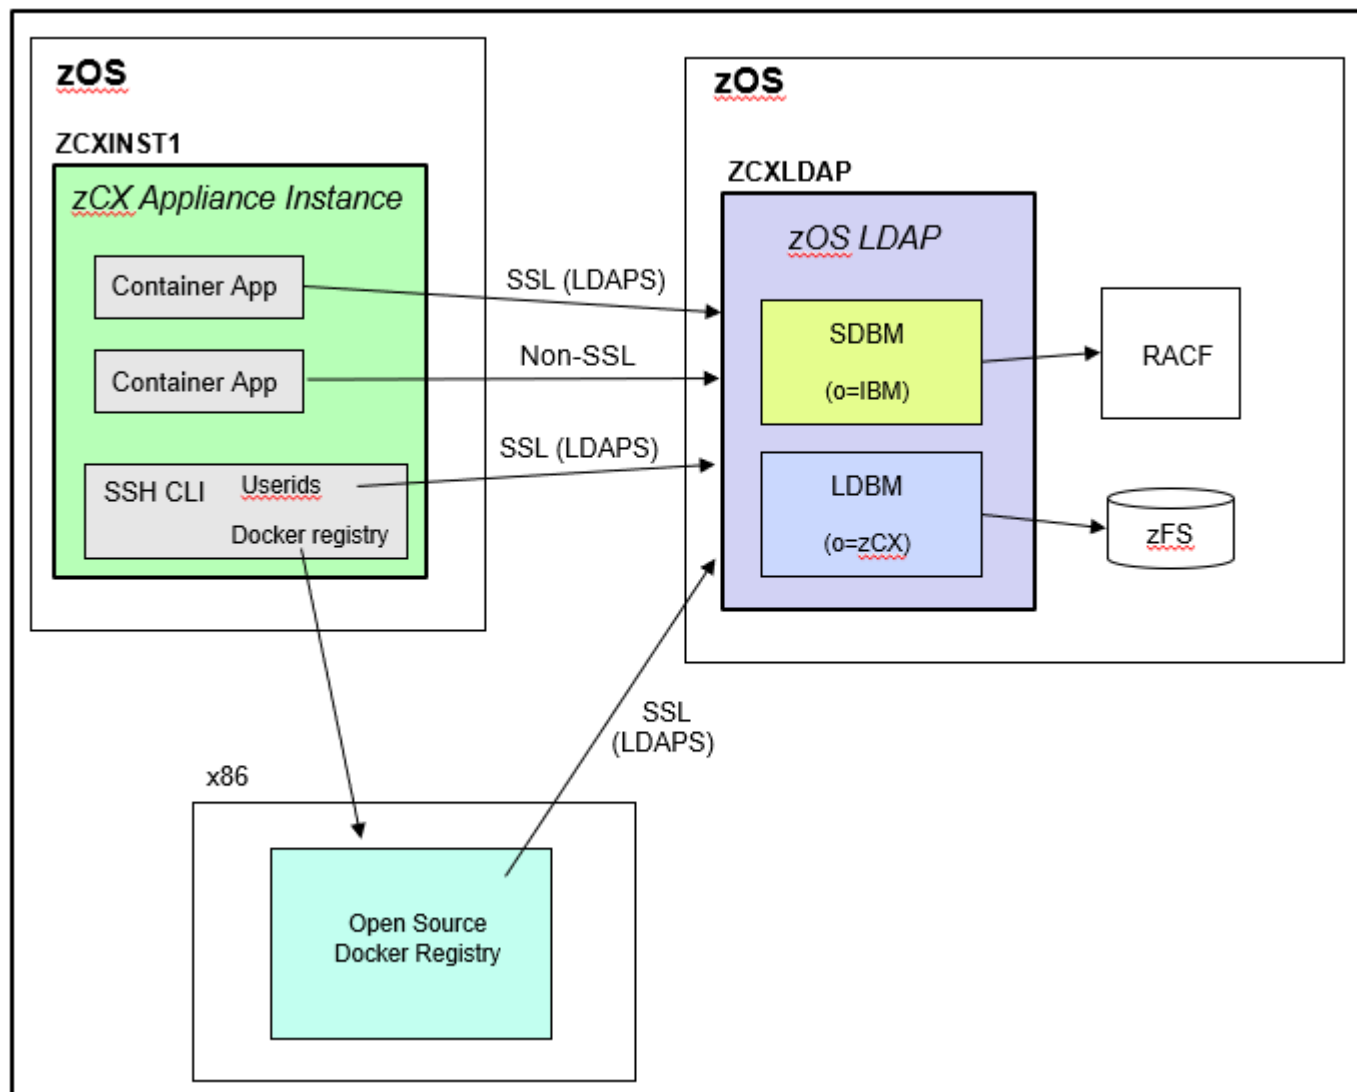 zOS
ZCXINST1
zCX Appliance Instance
Container App
Container App
SSH CLI
Userids
Docker registry
SSL (LDAPS)
Non-SSL
SSL (LDAPS)
zOS
ZCXLDAP
zOS LDAP
SDBM
(o=IBM)
RACF
LDBM
(o=zCX)
zFS
SSL
(LDAPS)
x86
Open Source
Docker Registry